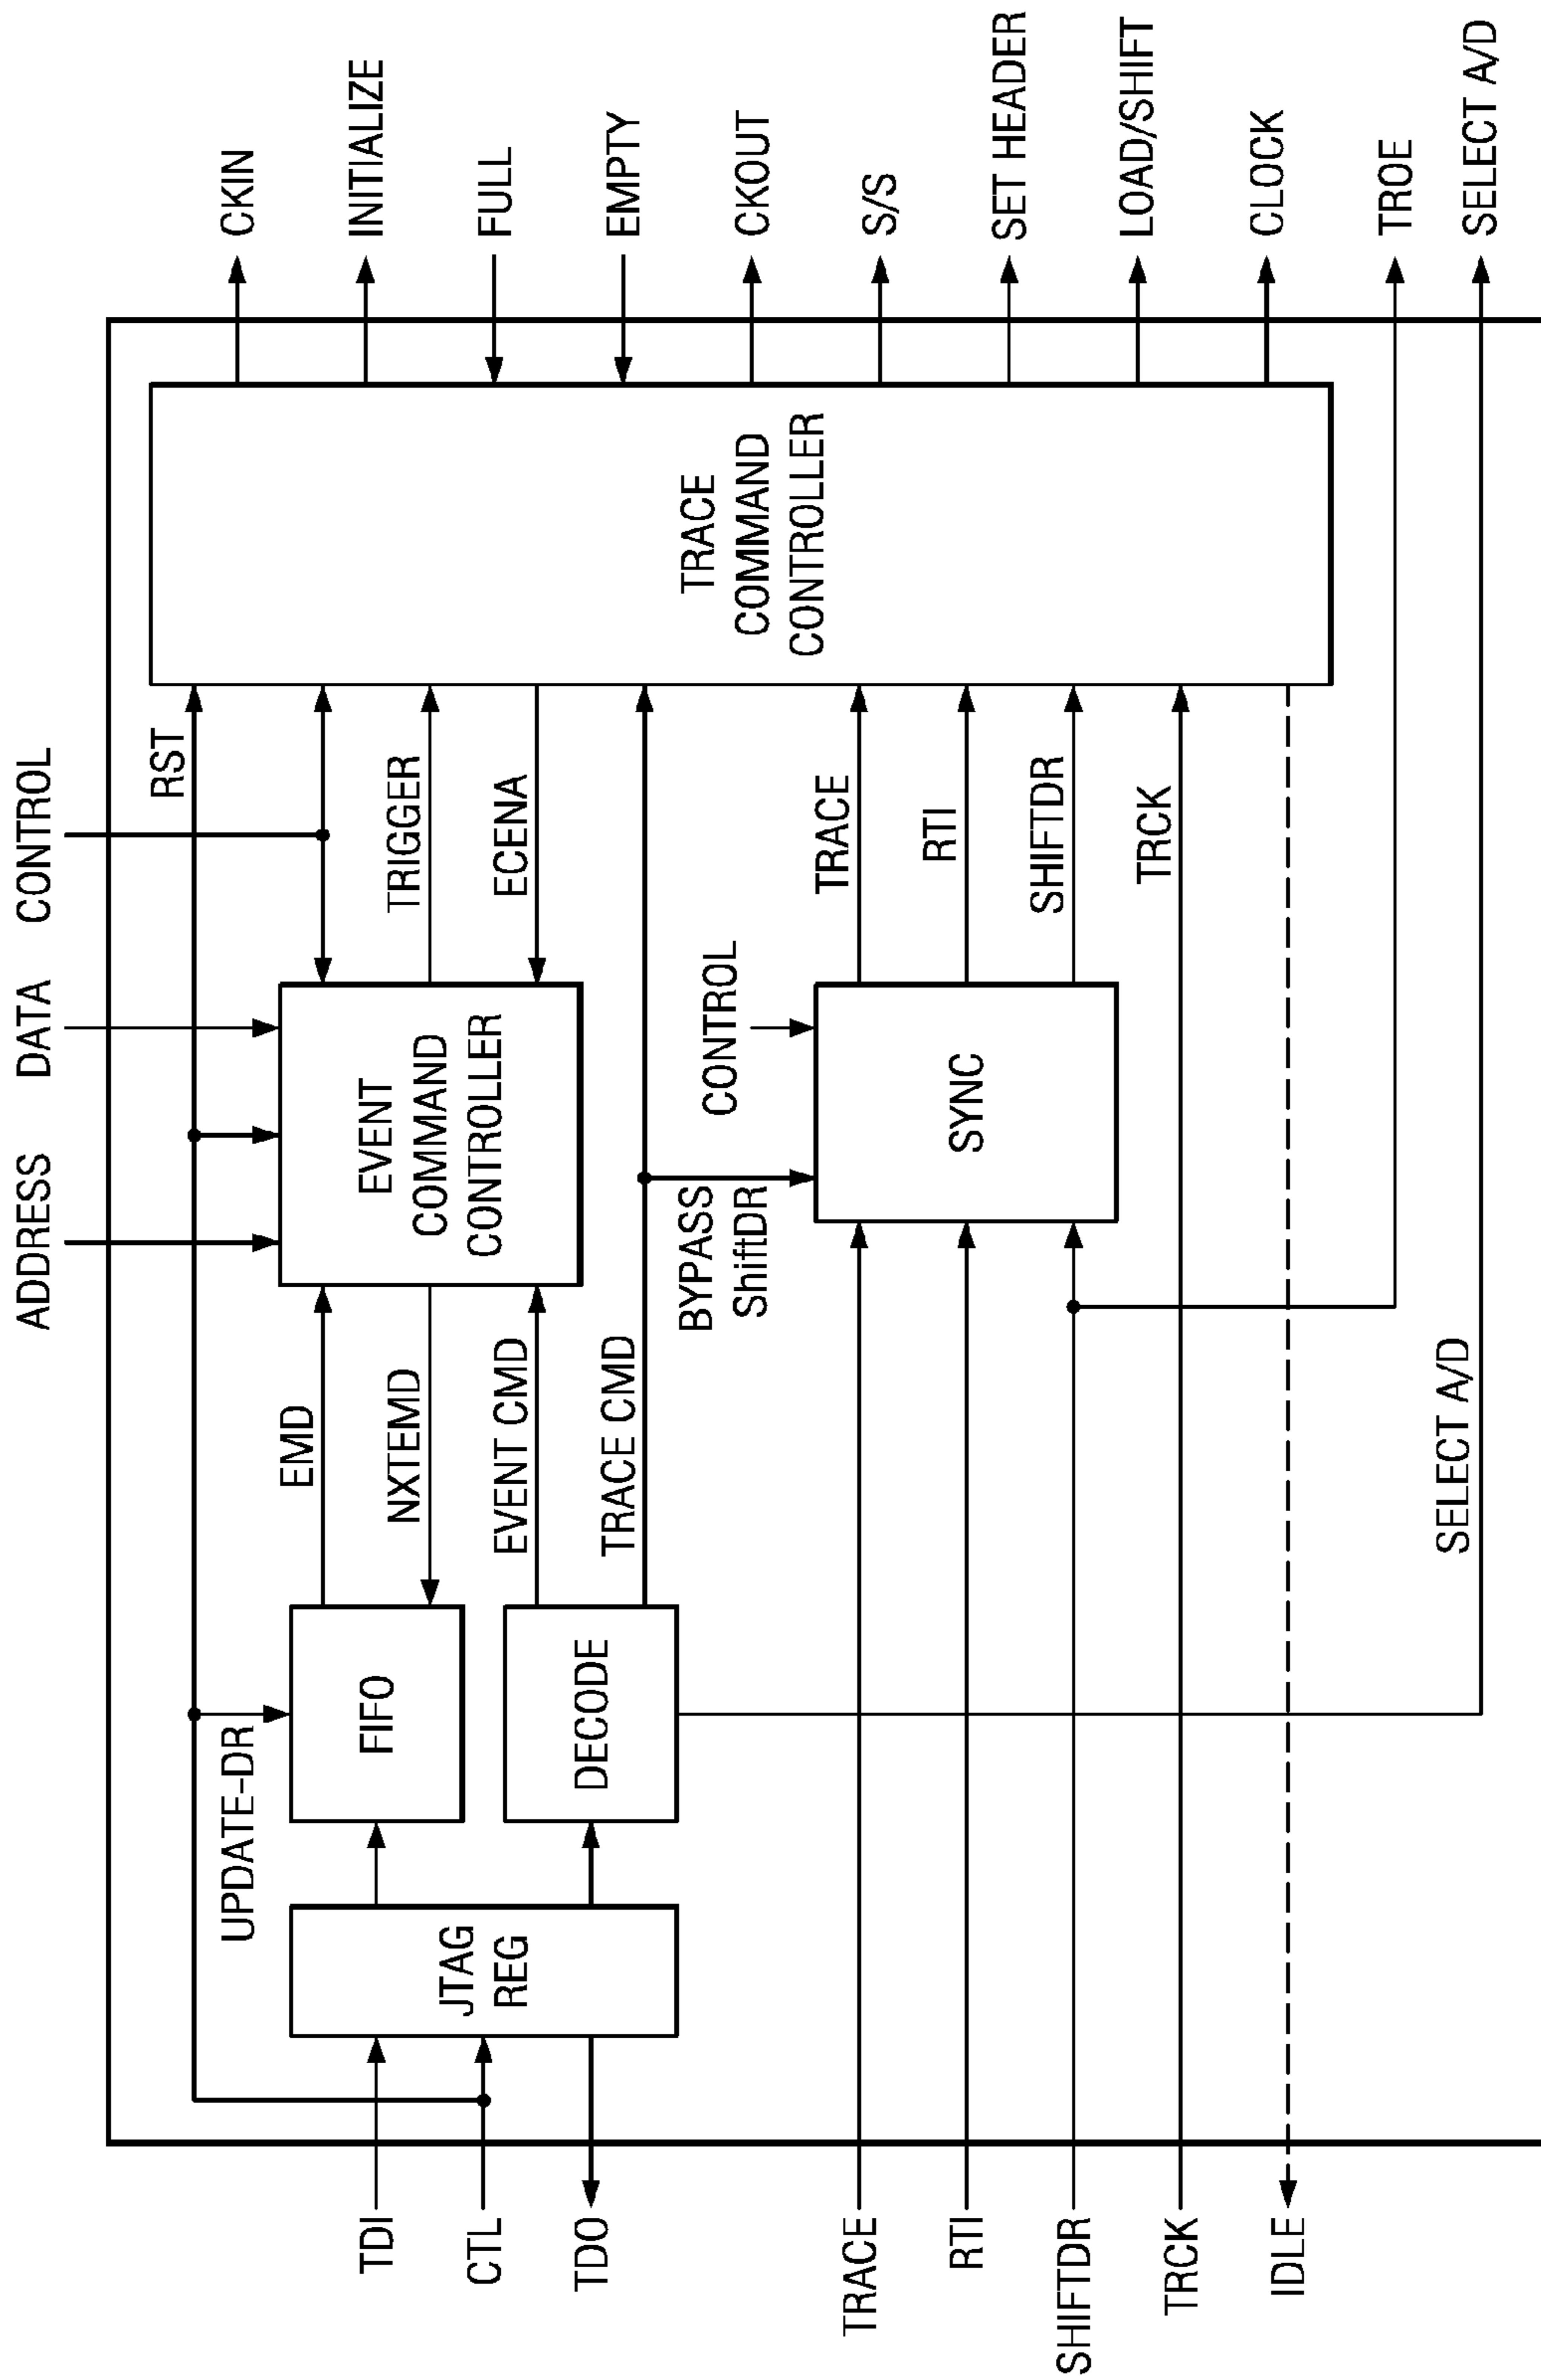 ADDRESS
DATA
CONTROL
RST
UPDATE-DR
TDI
CTL
TDO
JTAG
REG
FIFO
DECODE
EMD
NXTEMD
EVENT CMD
TRACE CMD
EVENT
COMMAND
CONTROLLER
TRIGGER
ECENA
BYPASS
ShiftDR
CONTROL
SYNC
TRACE
RTI
SHIFTDR
TRCK
TRACE
COMMAND
CONTROLLER
CKIN
INITIALIZE
FULL
EMPTY
CKOUT
S/S
SET HEADER
LOAD/SHIFT
CLOCK
TROE
SELECT A/D
TRACE
RTI
SHIFTDR
TRCK
IDLE
SELECT A/D